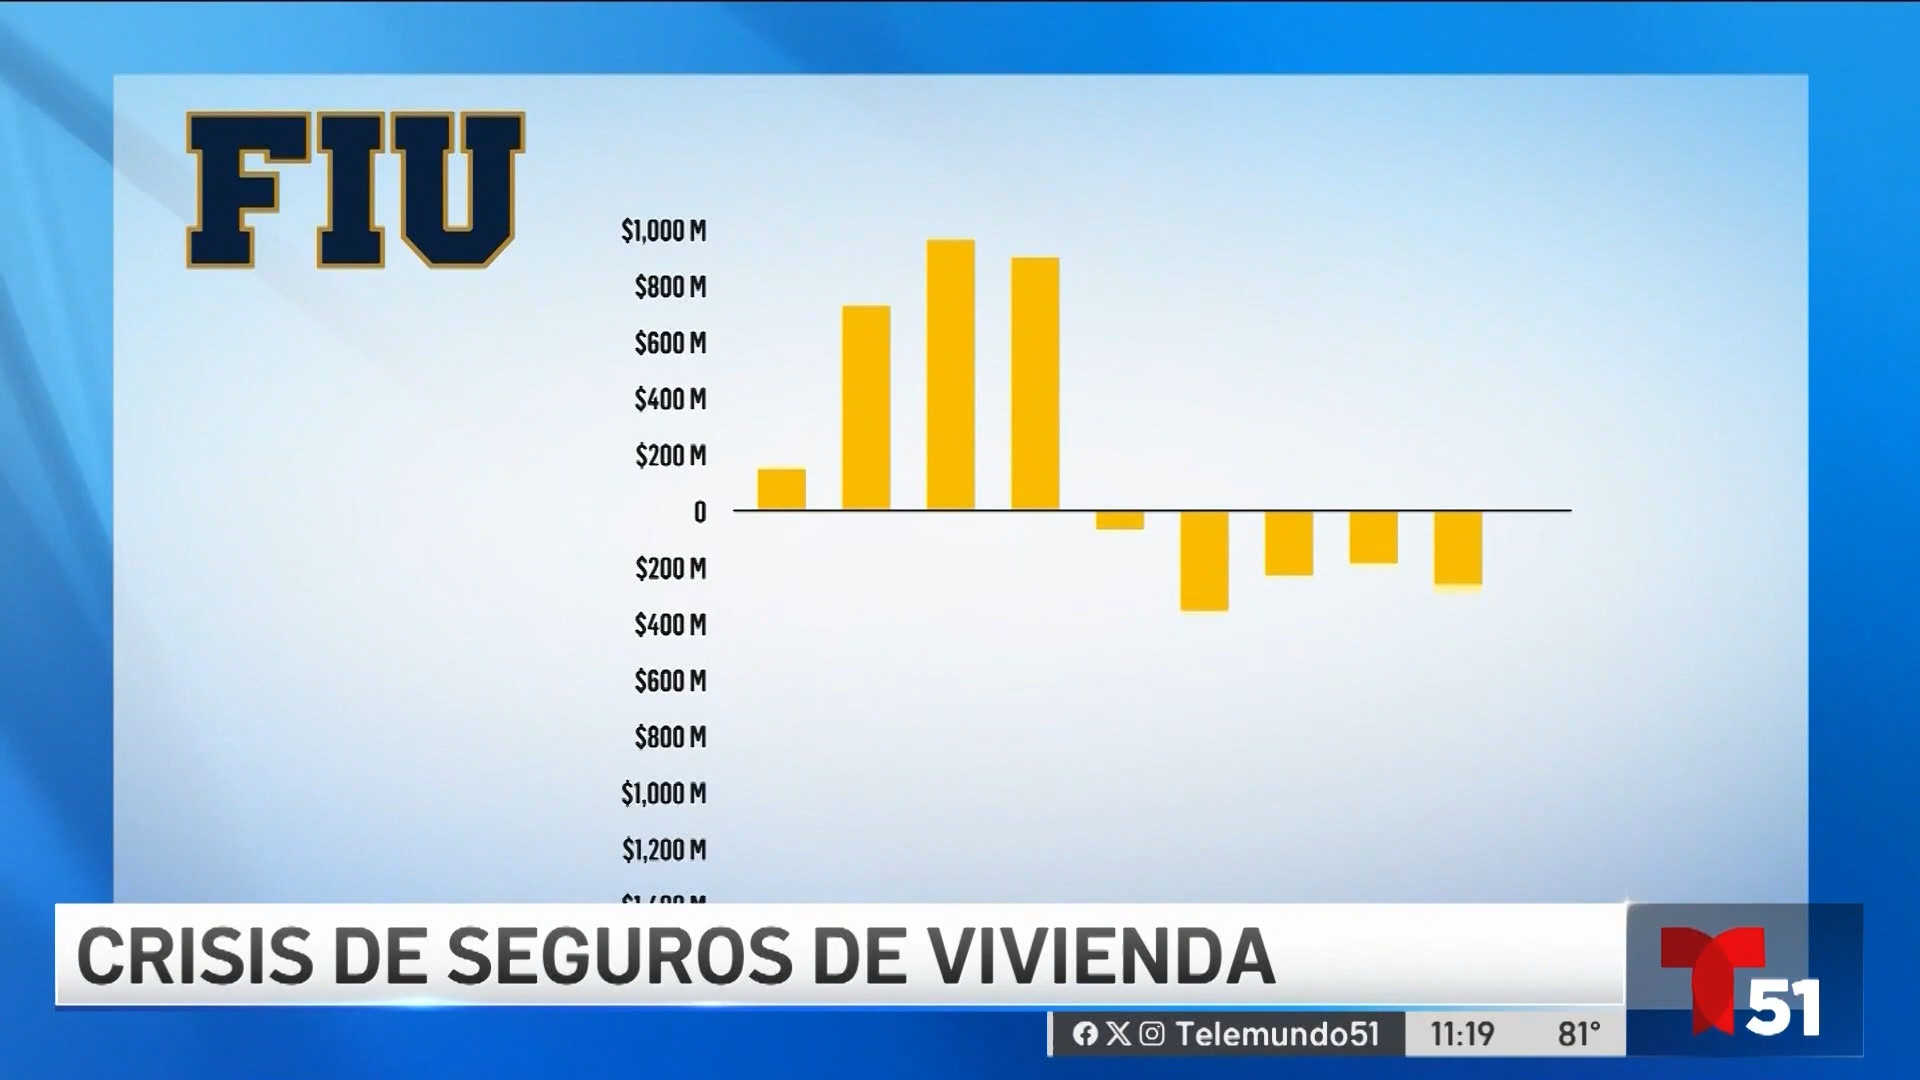 FIU
$1,000 M
$800 M
$600 M
$400 M
$200 M
0
$200 M
$400 M
$600 M
$800 M
$1,000 M
$1,200 M
CRISIS DE SEGUROS DE VIVIENDA
51
Telemundo51 11:19 81°